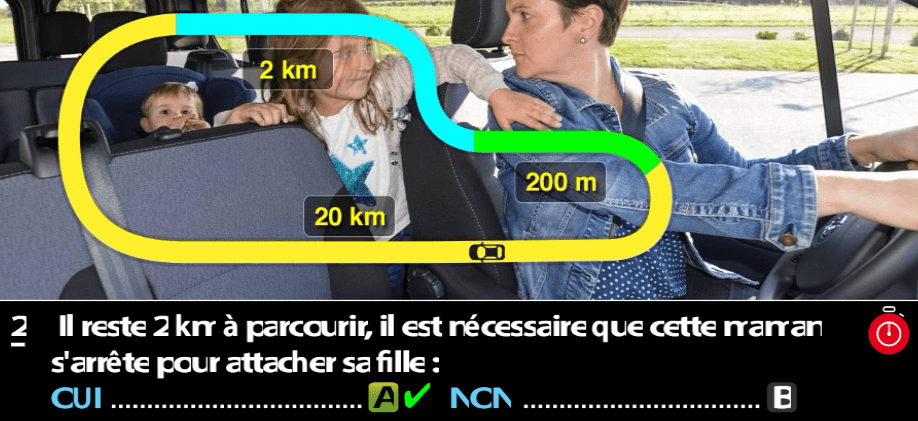 2 km
200 m
20 km
2 Il reste 2 km à parcourir, il est nécessaire que cette maman
s'arrête pour attacher sa fille :
OUI .................................. A ✔ NON ................................ B